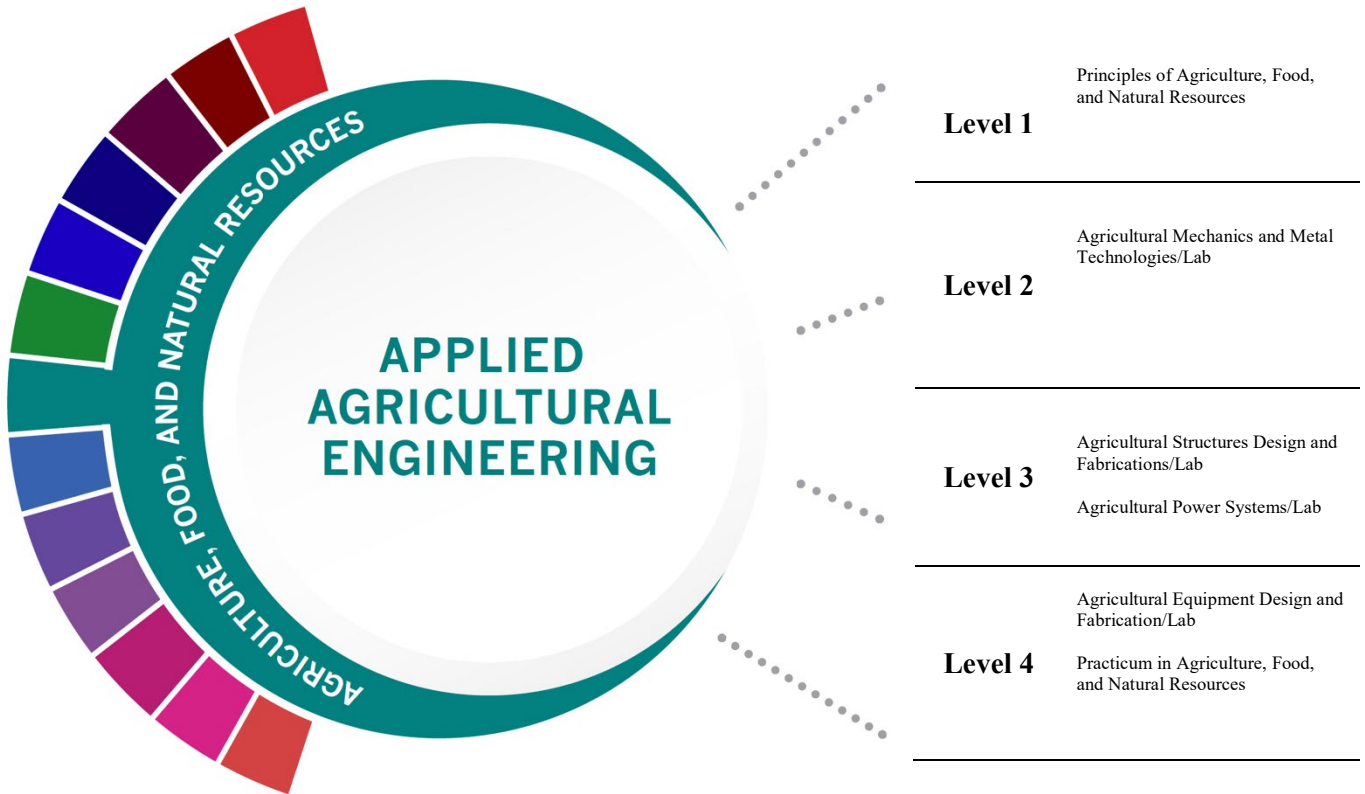 AGRICULTURE, FOOD, AND NATURAL RESOURCES
APPLIED
AGRICULTURAL
ENGINEERING
Level 1
Principles of Agriculture, Food,
and Natural Resources
Level 2
Agricultural Mechanics and Metal
Technologies/Lab
Level 3
Agricultural Structures Design and
Fabrications/Lab
Agricultural Power Systems/Lab
Level 4
Agricultural Equipment Design and
Fabrication/Lab
Practicum in Agriculture, Food,
and Natural Resources